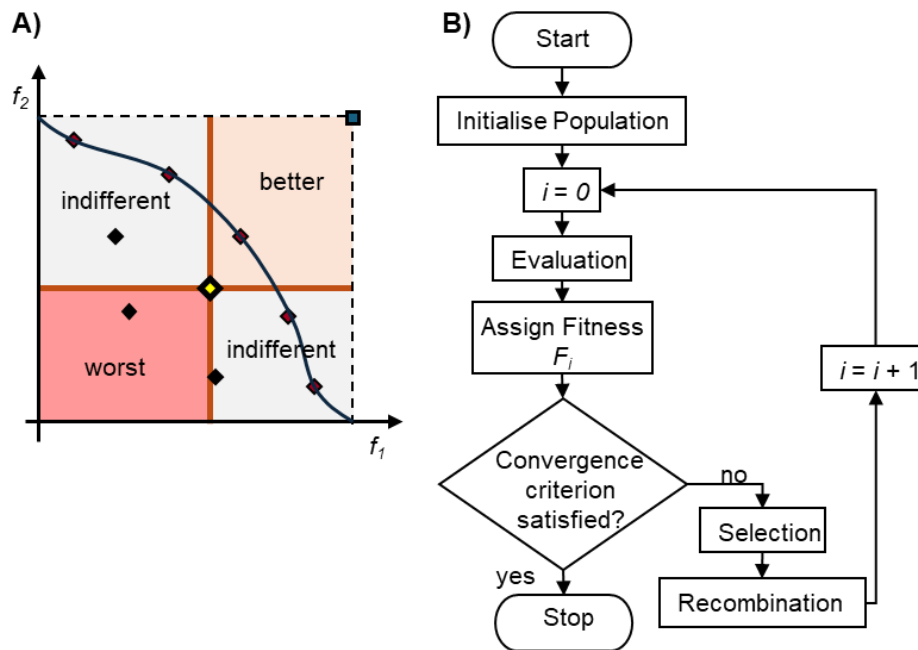 A)
f2
indifferent
better
worst
indifferent
f1
B)
Start
Initialise Population
i = 0
Evaluation
Assign Fitness
Fi
Convergence
criterion
satisfied?
no
yes
Selection
Recombination
i = i + 1
Stop